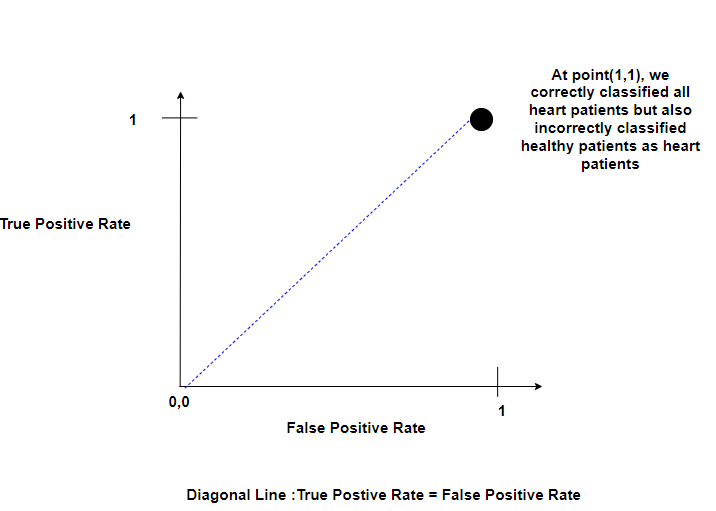 At point(1,1), we
correctly classified all
heart patients but also
incorrectly classified
healthy patients as heart
patients
1
True Positive Rate
0,0
1
False Positive Rate
Diagonal Line :True Postive Rate = False Positive Rate